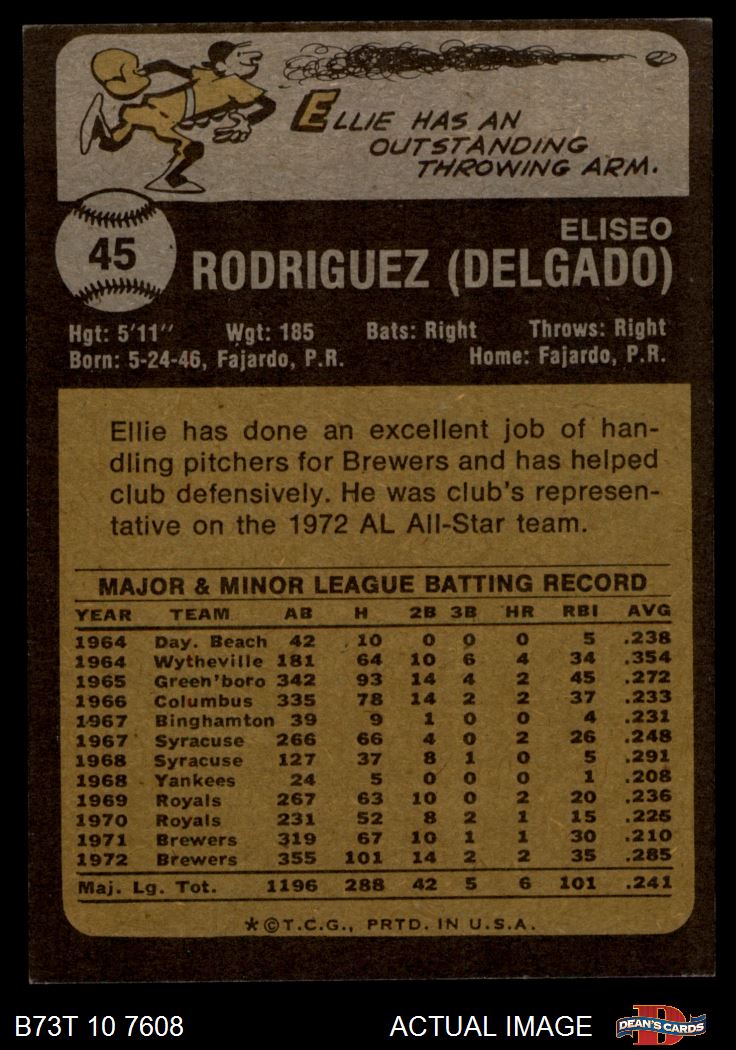 ELLIE HAS AN
OUTSTANDING
THROWING ARM.
45
ELISEO
RODRIGUEZ (DELGADO)
Hgt: 5'11" Wgt: 185 Bats: Right Throws: Right
Born: 5-24-46, Fajardo, P.R. Home: Fajardo, P.R.
Ellie has done an excellent job of han-
dling pitchers for Brewers and has helped
club defensively. He was club's represen-
tative on the 1972 AL All-Star team.
MAJOR & MINOR LEAGUE BATTING RECORD
YEAR TEAM AB H 2B 3B HR RBI AVG
1964 Day. Beach 42 10 0 0 0 5 .238
1964 Wytheville 181 64 10 6 4 34 .354
1965 Green'boro 342 93 14 4 2 45 .272
1966 Columbus 335 78 14 2 2 37 .233
1967 Binghamton 39 9 1 0 0 4 .231
1967 Syracuse 266 66 4 0 2 26 .248
1968 Syracuse 127 37 8 1 0 5 .291
1968 Yankees 24 5 0 0 0 1 .208
1969 Royals 267 63 10 0 2 20 .236
1970 Royals 231 52 8 2 1 15 .225
1971 Brewers 319 67 10 1 1 30 .210
1972 Brewers 355 101 14 2 2 35 .285
Maj. Lg. Tot. 1196 288 42 5 6 101 .241
*©T.C.G., PRTD. IN U.S.A.
B73T 10 7608 ACTUAL IMAGE D DEAN'S CARDS